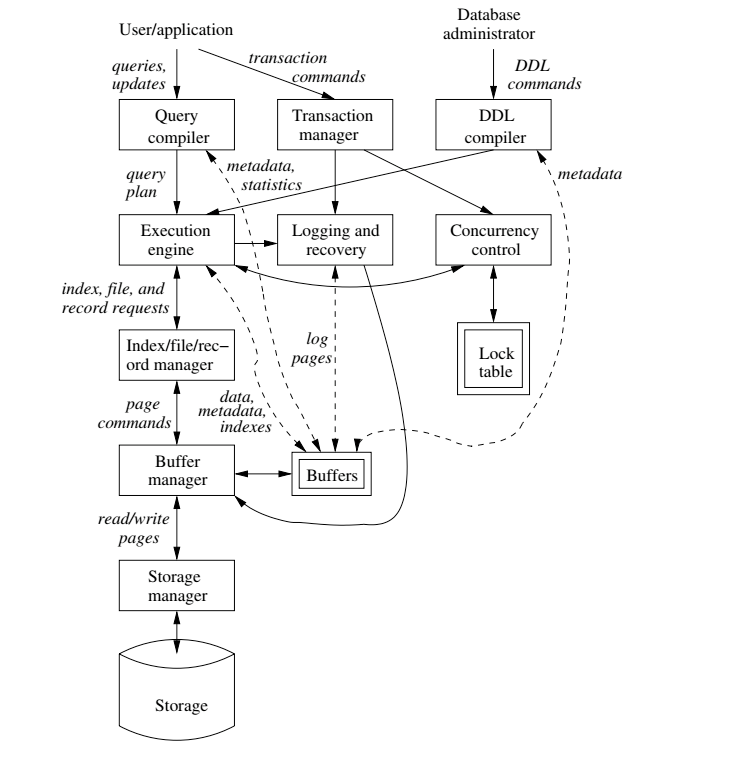 User/application
Database
administrator
queries,
updates
transaction
commands
DDL
commands
Query
compiler
Transaction
manager
DDL
compiler
query
plan
metadata,
statistics
metadata
Execution
engine
Logging and
recovery
Concurrency
control
index, file, and
record requests
log
pages
Index/file/rec−
ord manager
Lock
table
page
commands
data,
metadata,
indexes
Buffer
manager
Buffers
read/write
pages
Storage
manager
Storage